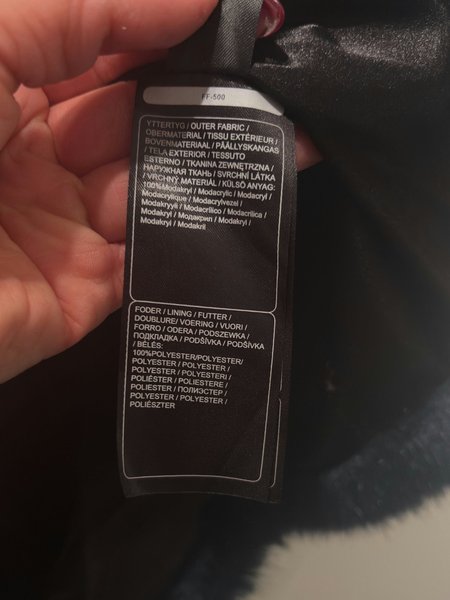 FF-500
YTTERTYG / OUTER FABRIC /
OBERMATERIAL / TISSU EXTÉRIEUR /
BOVENMATERIAAL / PÄÄLLYSKANGAS
/ TELA EXTERIOR / TESSUTO
ESTERNO / TKANINA ZEWNĘTRZNA /
НАРУЖНАЯ ТКАНЬ / SVRCHNÍ LÁTKA
/ VRCHNÝ MATERIÁL / KÜLSŐ ANYAG:
100%Modakryl / Modacrylic / Modacryl /
Modacrylique / Modacrylvezel /
Modakryyli / Modacrílico / Modacrilica /
Modakryl / Модакрил / Modakryl /
Modakryl / Modakril
FODER / LINING / FUTTER /
DOUBLURE/ VOERING / VUORI /
FORRO / ODERA / PODSZEWKA /
ПОДКЛАДКА / PODŠÍVKA / PODŠÍVKA
/ BÉLÉS:
100%POLYESTER/POLYESTER/
POLYESTER / POLYESTER /
POLYESTER / POLYESTERI /
POLIÉSTER / POLIESTERE /
POLIESTER / ПОЛИЭСТЕР /
POLYESTER / POLYESTER /
POLIÉSZTER